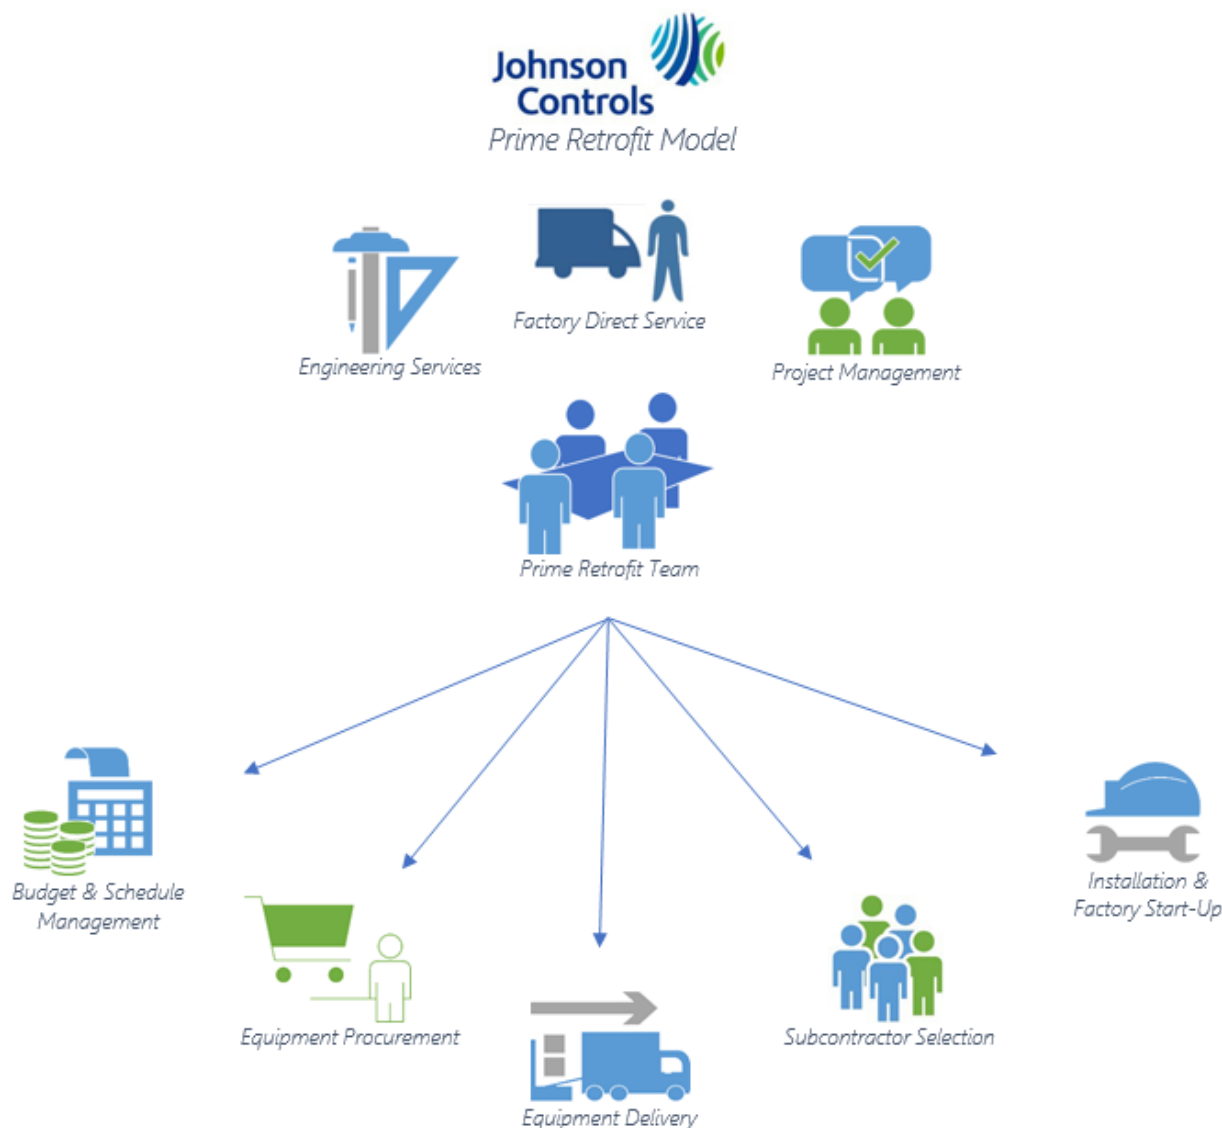 Johnson
Controls
Prime Retrofit Model
Factory Direct Service
Engineering Services
Project Management
Prime Retrofit Team
Budget & Schedule
Management
Installation &
Factory Start-Up
Equipment Procurement
Subcontractor Selection
Equipment Delivery